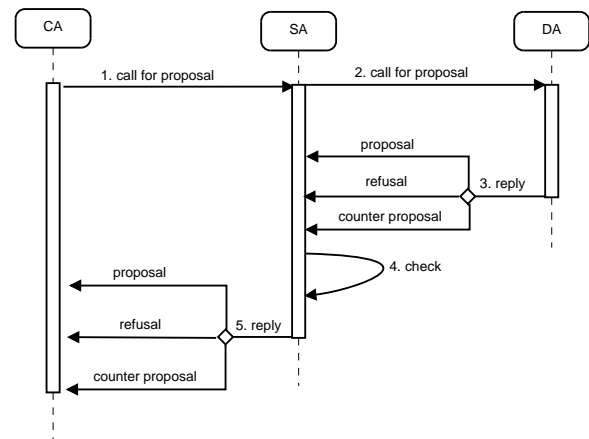 CA
SA
DA
1. call for proposal
2. call for proposal
proposal
refusal
3. reply
counter proposal
4. check
proposal
refusal
5. reply
counter proposal